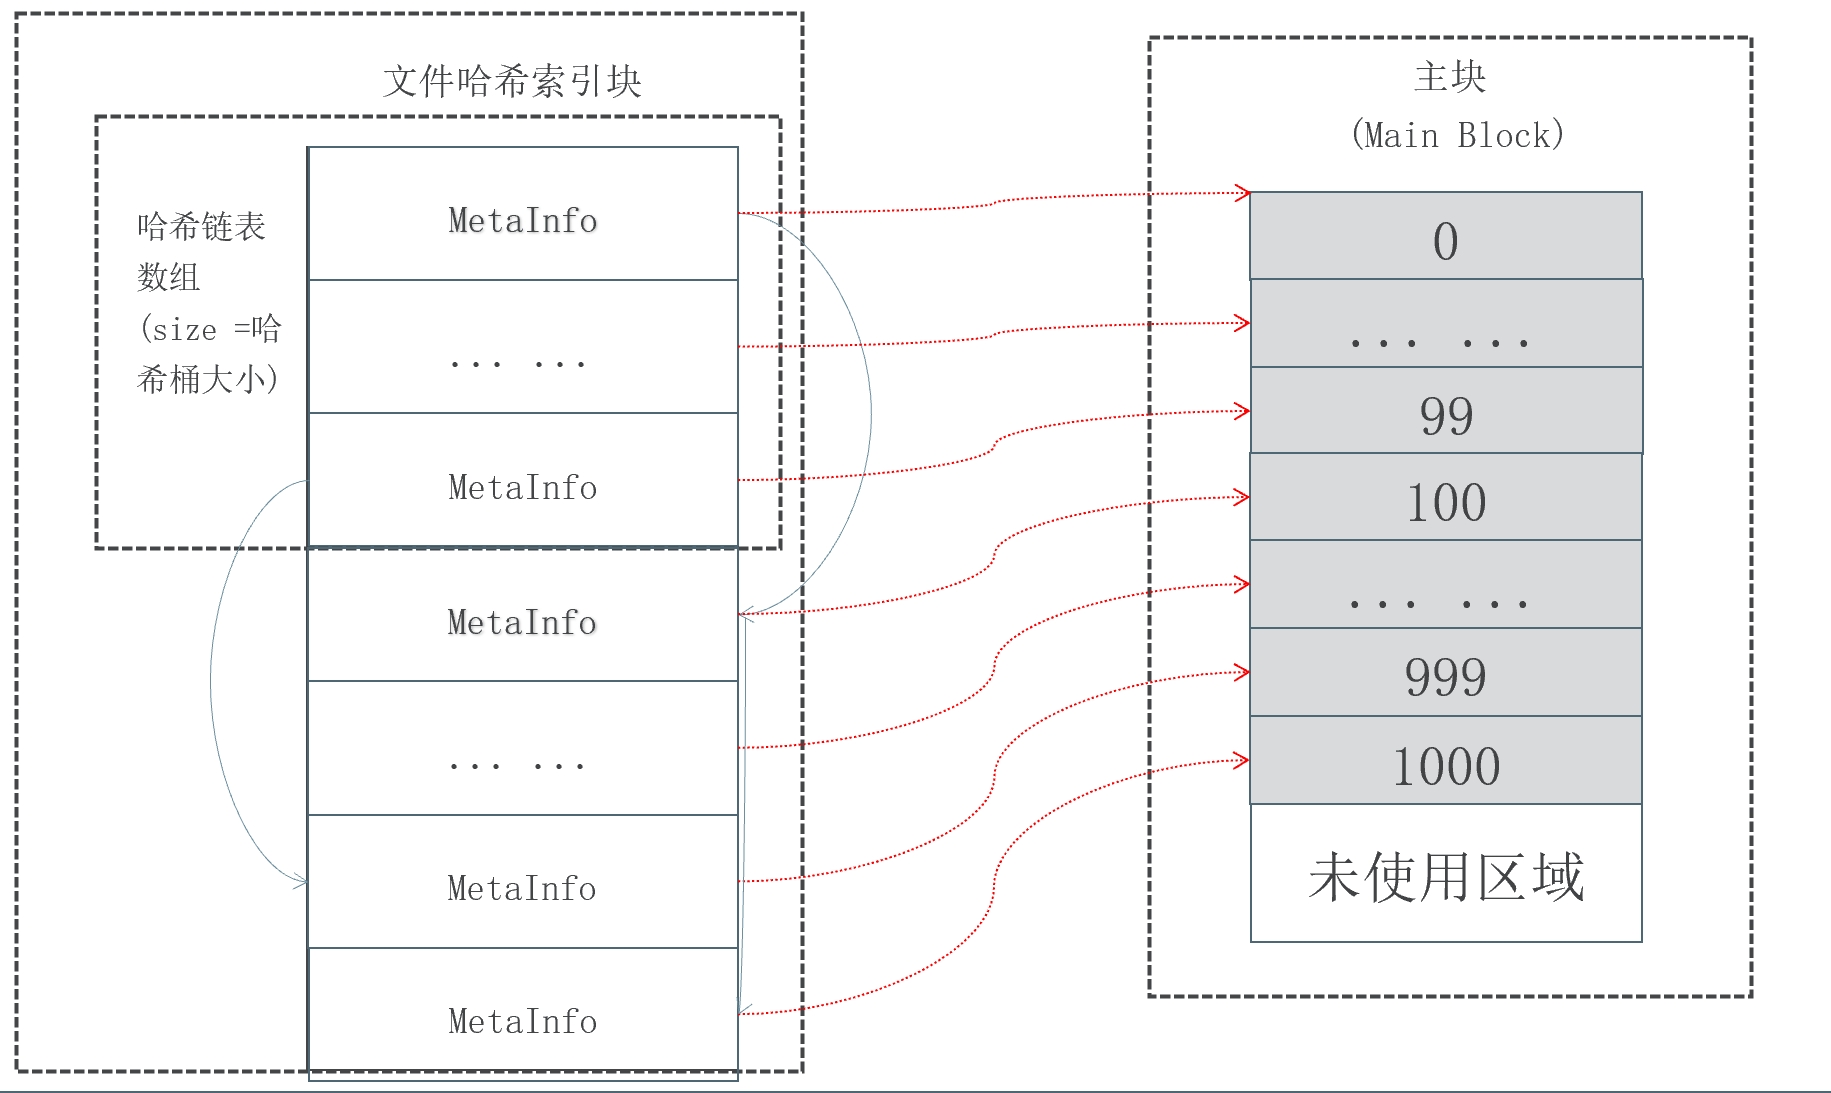 文件哈希索引块
哈希链表
数组
(size =哈
希桶大小)
MetaInfo
... ...
MetaInfo
MetaInfo
... ...
MetaInfo
MetaInfo
主块
(Main Block)
0
... ...
99
100
... ...
999
1000
未使用区域